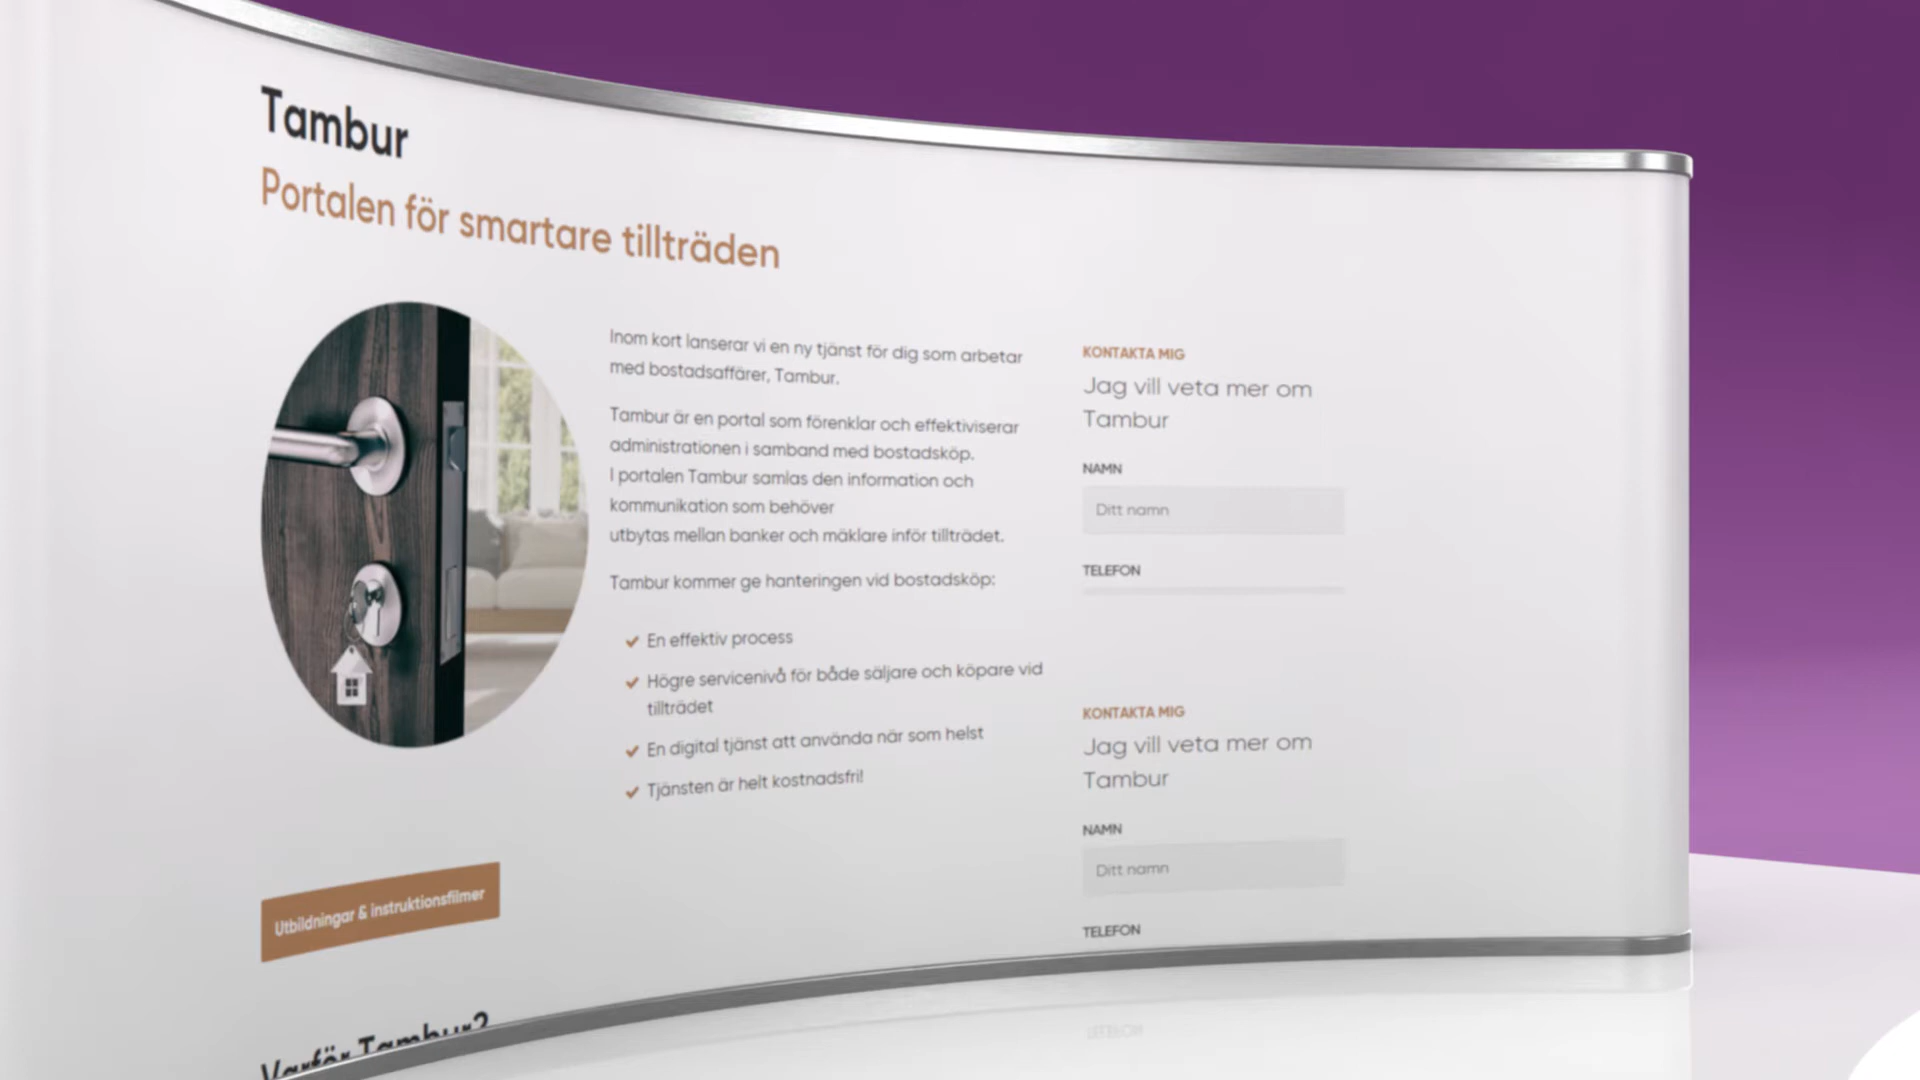 Tambur
Portalen för smartare tillträden
Inom kort lanserar vi en ny tjänst för dig som arbetar
med bostadsaffärer, Tambur.
Tambur är en portal som förenklar och effektiviserar
administrationen i samband med bostadsköp.
I portalen Tambur samlas den information och
kommunikation som behöver
utbytas mellan banker och mäklare inför tillträdet.
Tambur kommer ge hanteringen vid bostadsköp:
En effektiv process
Högre servicenivå för både säljare och köpare vid
tillträdet
En digital tjänst att använda när som helst
Tjänsten är helt kostnadsfri!
Utbildningar & instruktionsfilmer
Varför Tambur?
KONTAKTA MIG
Jag vill veta mer om
Tambur
NAMN
Ditt namn
TELEFON
KONTAKTA MIG
Jag vill veta mer om
Tambur
NAMN
Ditt namn
TELEFON